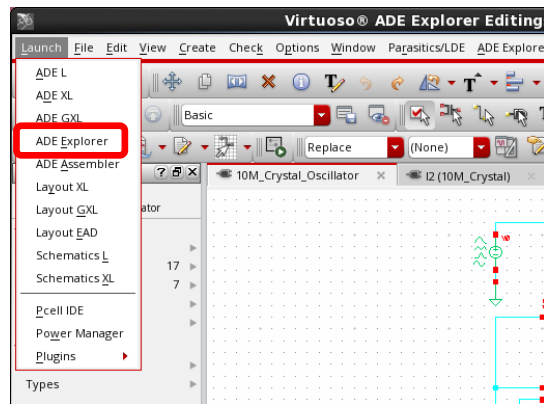 Virtuoso® ADE Explorer Editing
Launch File Edit View Create Check Options Window Parasitics/LDE ADE Explore
ADE L
ADE XL
ADE GXL
ADE Explorer
ADE Assembler
Layout XL
Layout GXL
Layout EAD
Schematics L
Schematics XL
Pcell IDE
Power Manager
Plugins
Basic
Replace
(None)
10M_Crystal_Oscillator
I2 (10M_Crystal)
ator
17
7
Types